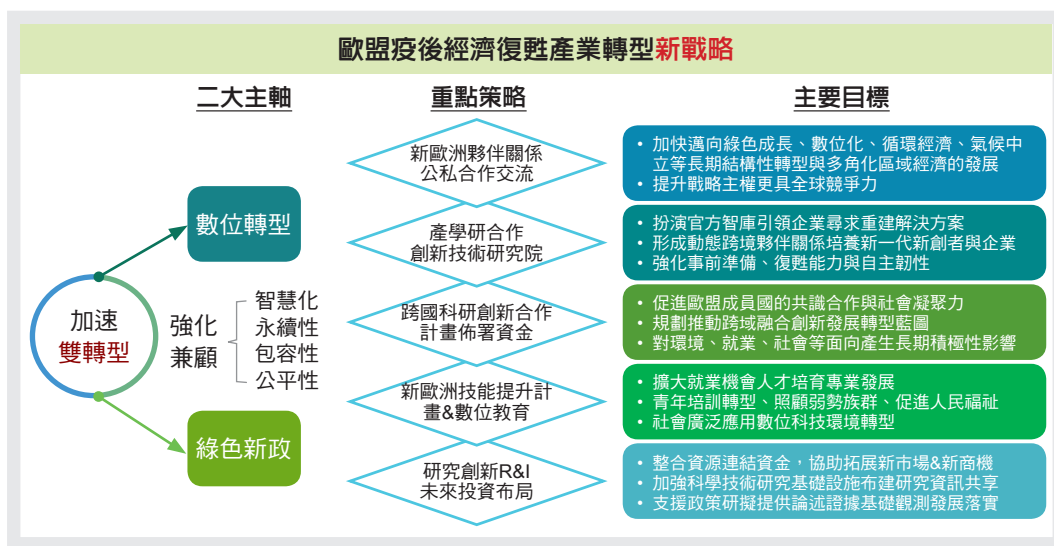 歐盟疫後經濟復甦產業轉型新戰略
二大主軸
重點策略
主要目標
加速
雙轉型
數位轉型
強化
兼顧
智慧化
永續性
包容性
公平性
綠色新政
新歐洲夥伴關係
公私合作交流
• 加快邁向綠色成長、數位化、循環經濟、氣候中
立等長期結構性轉型與多角化區域經濟的發展
• 提升戰略主權更具全球競爭力
產學研合作
創新技術研究院
• 扮演官方智庫引領企業尋求重建解決方案
• 形成動態跨境夥伴關係培養新一代新創者與企業
• 強化事前準備、復甦能力與自主韌性
跨國科研創新合作
計畫佈署資金
• 促進歐盟成員國的共識合作與社會凝聚力
• 規劃推動跨域融合創新發展轉型藍圖
• 對環境、就業、社會等面向產生長期積極性影響
新歐洲技能提升計
畫&數位教育
• 擴大就業機會人才培育專業發展
• 青年培訓轉型、照顧弱勢族群、促進人民福祉
• 社會廣泛應用數位科技環境轉型
研究創新R&I
未來投資布局
• 整合資源連結資金，協助拓展新市場&新商機
• 加強科學技術研究基礎設施布建研究資訊共享
• 支援政策研擬提供論述證據基礎觀測發展落實